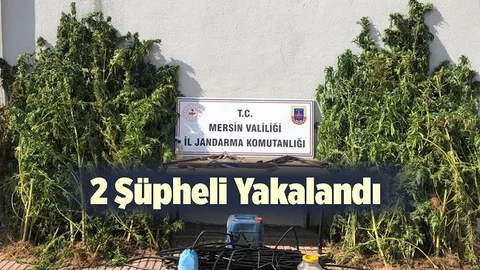 T.C.
MERSİN VALİLİĞİ
İL JANDARMA KOMUTANLIĞI
2 Şüpheli Yakalandı